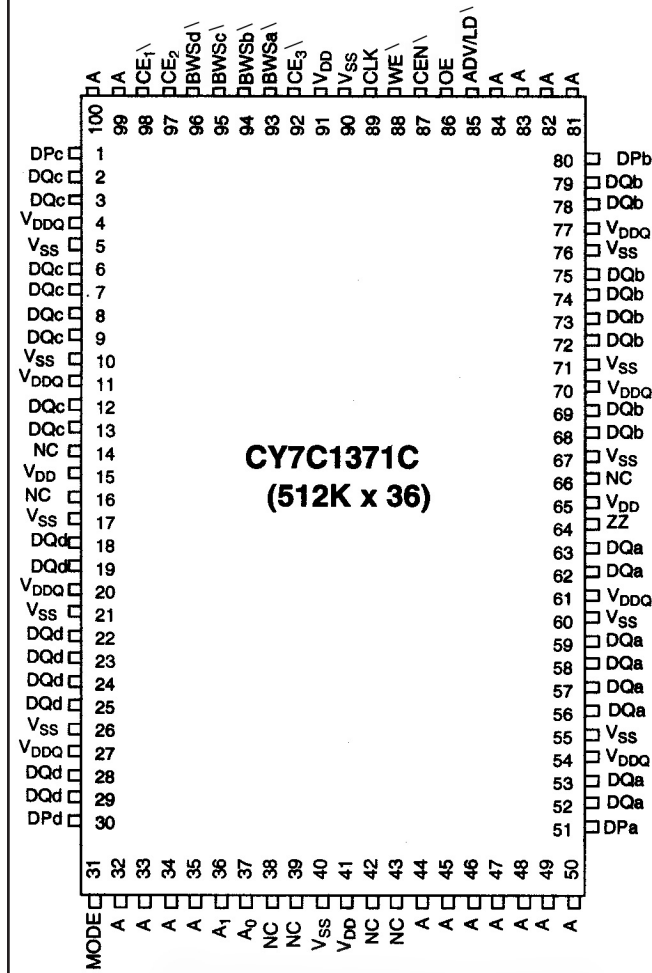 A A CE1\ CE2 BWSd\ BWSc\ BWSb\ BWSa\ CE3\ VDD VSS CLK WE\ CEN\ OE ADV/LD\ A A A A
100 99 98 97 96 95 94 93 92 91 90 89 88 87 86 85 84 83 82 81
DPc 1 80 DPb
DQc 2 79 DQb
DQc 3 78 DQb
VDDQ 4 77 VDDQ
VSS 5 76 VSS
DQc 6 75 DQb
DQc 7 74 DQb
DQc 8 73 DQb
DQc 9 72 DQb
VSS 10 71 VSS
VDDQ 11 70 VDDQ
DQc 12 69 DQb
DQc 13 68 DQb
NC 14 67 VSS
VDD 15 66 NC
NC 16 65 VDD
VSS 17 64 ZZ
DQd 18 63 DQa
DQd 19 62 DQa
VDDQ 20 61 VDDQ
VSS 21 60 VSS
DQd 22 59 DQa
DQd 23 58 DQa
DQd 24 57 DQa
DQd 25 56 DQa
VSS 26 55 VSS
VDDQ 27 54 VDDQ
DQd 28 53 DQa
DQd 29 52 DQa
DPd 30 51 DPa
CY7C1371C
(512K x 36)
31 32 33 34 35 36 37 38 39 40 41 42 43 44 45 46 47 48 49 50
MODE A A A A A1 A0 NC NC VSS VDD NC NC A A A A A A A